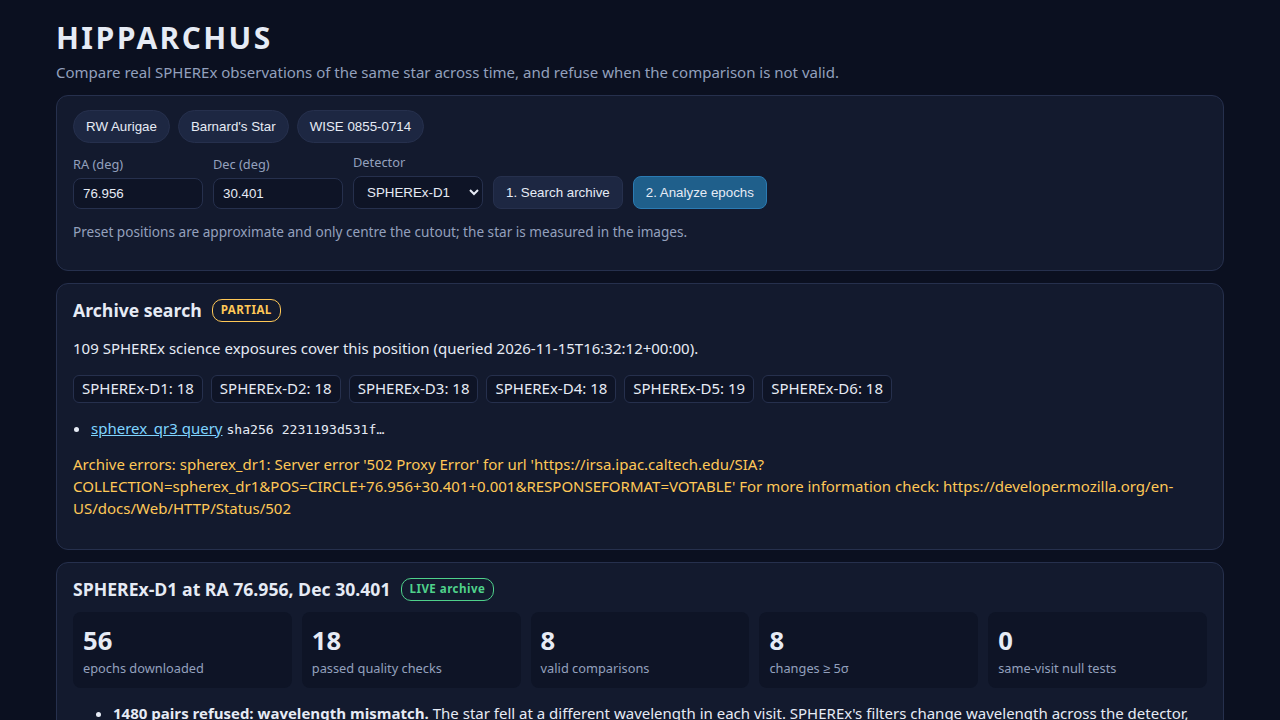 HIPPARCHUS
Compare real SPHEREx observations of the same star across time, and refuse when the comparison is not valid.
RW Aurigae
Barnard's Star
WISE 0855-0714
RA (deg)
Dec (deg)
Detector
76.956
30.401
SPHEREx-D1
1. Search archive
2. Analyze epochs
Preset positions are approximate and only centre the cutout; the star is measured in the images.
Archive search
PARTIAL
109 SPHEREx science exposures cover this position (queried 2026-11-15T16:32:12+00:00).
SPHEREx-D1: 18
SPHEREx-D2: 18
SPHEREx-D3: 18
SPHEREx-D4: 18
SPHEREx-D5: 19
SPHEREx-D6: 18
• spherex_qr3 query sha256 2231193d531f…
Archive errors: spherex_dr1: Server error '502 Proxy Error' for url 'https://irsa.ipac.caltech.edu/SIA?
COLLECTION=spherex_dr1&POS=CIRCLE+76.956+30.401+0.001&RESPONSEFORMAT=VOTABLE' For more information check: https://developer.mozilla.org/en-
US/docs/Web/HTTP/Status/502
SPHEREx-D1 at RA 76.956, Dec 30.401
LIVE archive
56
epochs downloaded
18
passed quality checks
8
valid comparisons
8
changes ≥ 5σ
0
same-visit null tests
• 1480 pairs refused: wavelength mismatch. The star fell at a different wavelength in each visit. SPHEREx's filters change wavelength across the detector,